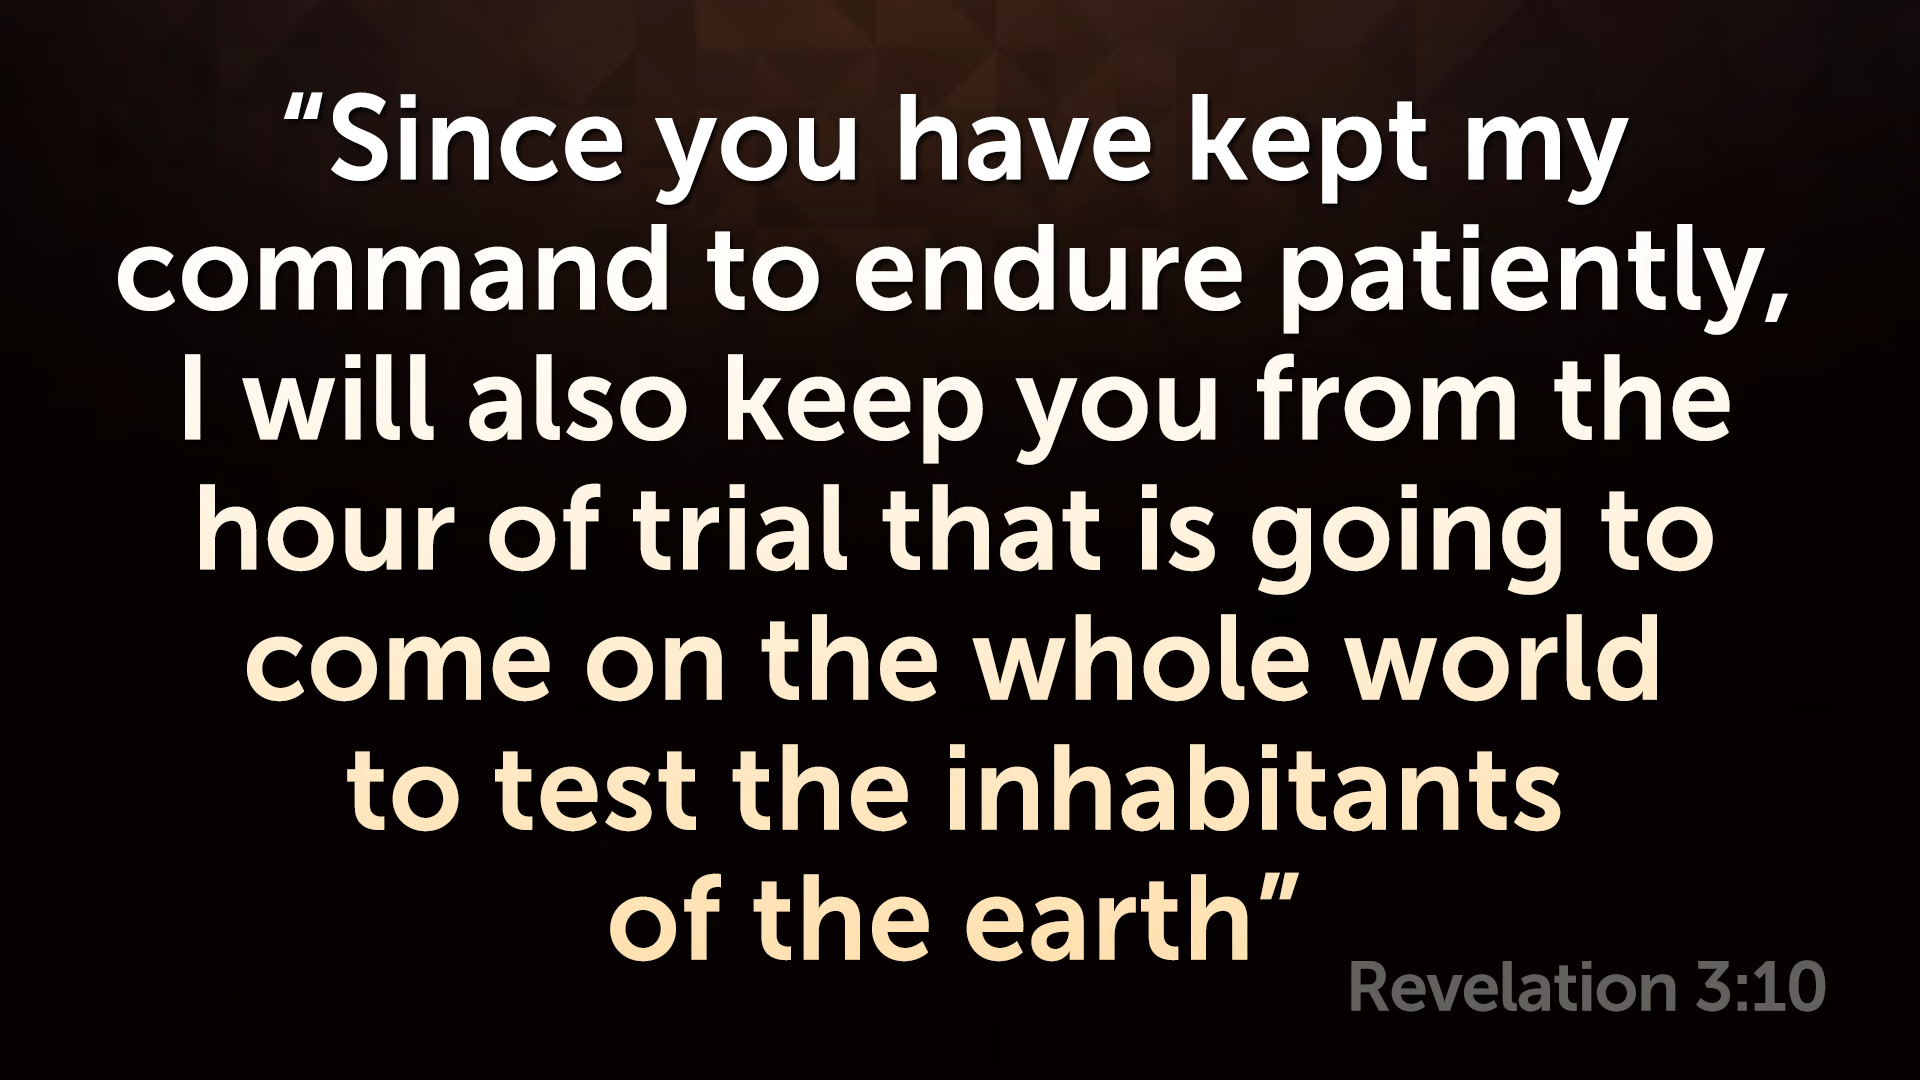 “Since you have kept my
command to endure patiently,
I will also keep you from the
hour of trial that is going to
come on the whole world
to test the inhabitants
of the earth”
Revelation 3:10